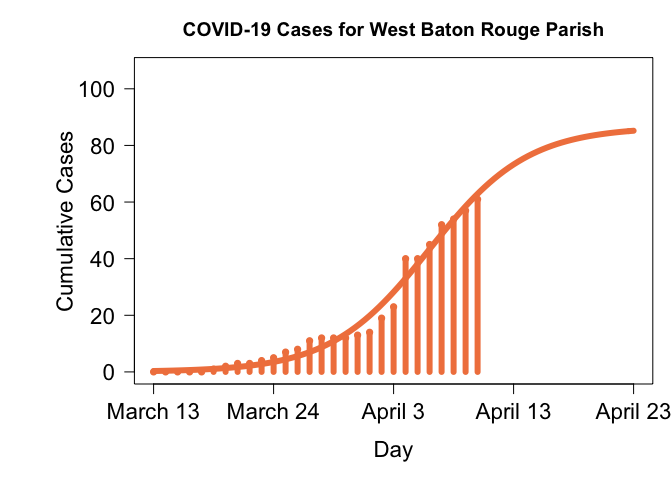 COVID-19 Cases for West Baton Rouge Parish
Cumulative Cases
100
80
60
40
20
0
March 13 March 24 April 3 April 13 April 23
Day